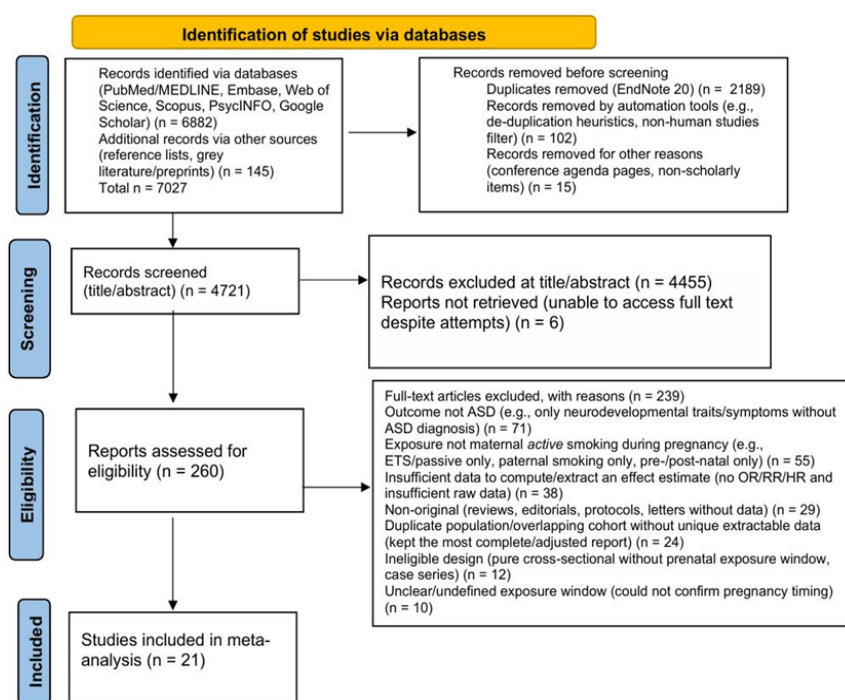 Identification of studies via databases
Identification
Records identified via databases
(PubMed/MEDLINE, Embase, Web of
Science, Scopus, PsycINFO, Google
Scholar) (n = 6882)
Additional records via other sources
(reference lists, grey
literature/preprints) (n = 145)
Total n = 7027
Records removed before screening
Duplicates removed (EndNote 20) (n = 2189)
Records removed by automation tools (e.g.,
de-duplication heuristics, non-human studies
filter) (n = 102)
Records removed for other reasons
(conference agenda pages, non-scholarly
items) (n = 15)
Screening
Records screened
(title/abstract) (n = 4721)
Records excluded at title/abstract (n = 4455)
Reports not retrieved (unable to access full text
despite attempts) (n = 6)
Eligibility
Reports assessed for
eligibility (n = 260)
Full-text articles excluded, with reasons (n = 239)
Outcome not ASD (e.g., only neurodevelopmental traits/symptoms without
ASD diagnosis) (n = 71)
Exposure not maternal active smoking during pregnancy (e.g.,
ETS/passive only, paternal smoking only, pre-/post-natal only) (n = 55)
Insufficient data to compute/extract an effect estimate (no OR/RR/HR and
insufficient raw data) (n = 38)
Non-original (reviews, editorials, protocols, letters without data) (n = 29)
Duplicate population/overlapping cohort without unique extractable data
(kept the most complete/adjusted report) (n = 24)
Ineligible design (pure cross-sectional without prenatal exposure window,
case series) (n = 12)
Unclear/undefined exposure window (could not confirm pregnancy timing)
(n = 10)
Included
Studies included in meta-
analysis (n = 21)